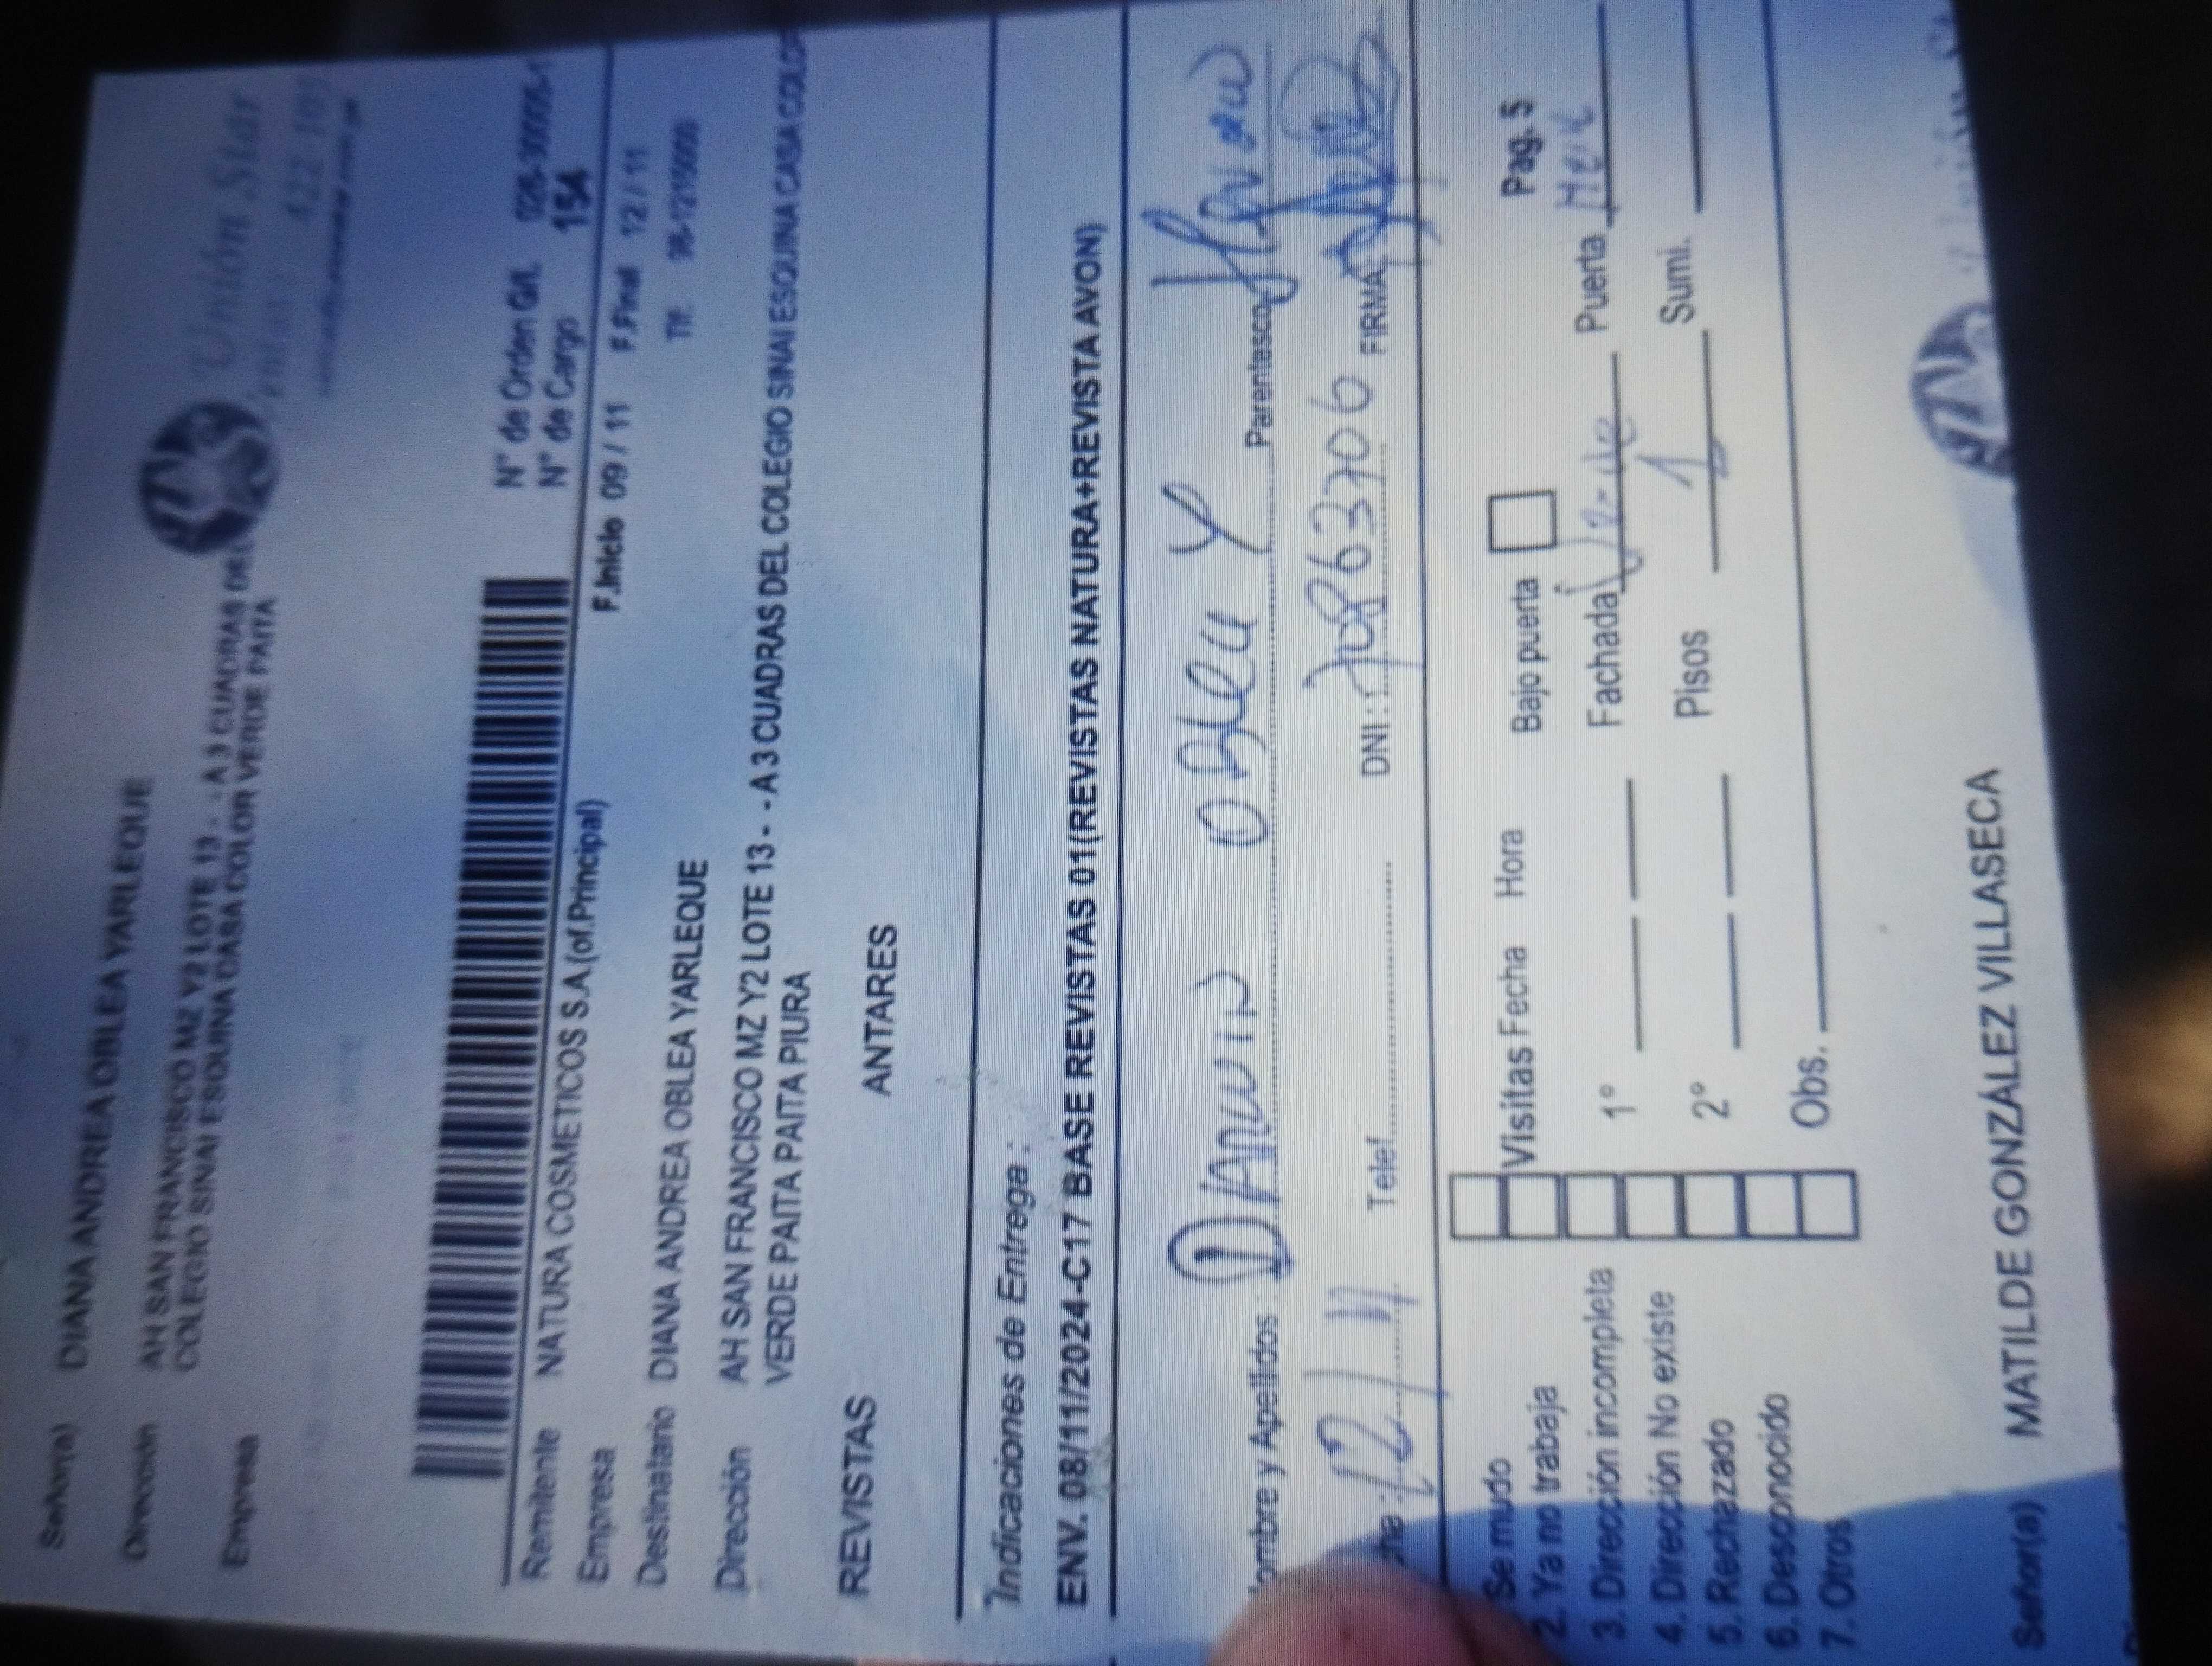 Señor(a) DIANA ANDREA OBLEA YARLEQUE
Dirección AH SAN FRANCISCO MZ Y2 LOTE 13 - - A 3 CUADRAS DEL
COLEGIO SINAI ESQUINA CASA COLOR VERDE PAITA
Empresa
Unión Star
N° de Orden G/L
N° de Cargo 154
Remitente NATURA COSMETICOS S.A.(of.Principal)
Empresa
F.Inicio 09 / 11 F.Final 12 / 11
Destinatario DIANA ANDREA OBLEA YARLEQUE
Tlf.
Dirección AH SAN FRANCISCO MZ Y2 LOTE 13 - - A 3 CUADRAS DEL COLEGIO SINAI ESQUINA CASA COLOR
VERDE PAITA PAITA PIURA
REVISTAS ANTARES
Indicaciones de Entrega :
ENV. 08/11/2024-C17 BASE REVISTAS 01(REVISTAS NATURA+REVISTA AVON)
ombre y Apellidos : DARWIN OBLEA Y Parentesco
cha : 12/11 Telef. DNI : 70863706 FIRMA
Se mudo Bajo puerta Pag. 5
2. Ya no trabaja Visitas Fecha Hora
3. Dirección incompleta 1° Fachada Verde Puerta
4. Dirección No existe
5. Rechazado 2° Pisos 1 Sumi.
6. Desconocido
7. Otros Obs.
Señor(a) MATILDE GONZÁLEZ VILLASECA